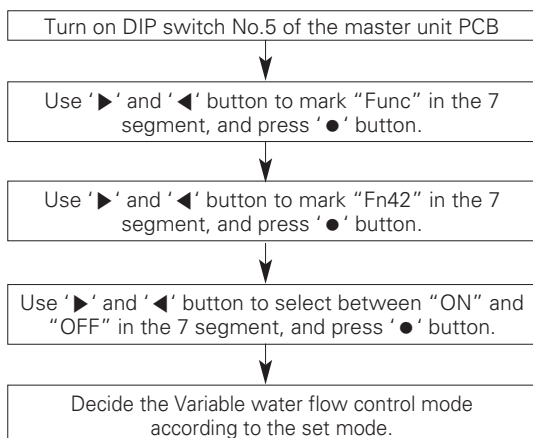 Turn on DIP switch No.5 of the master unit PCB
Use ‘▶‘ and ‘◀‘ button to mark “Func” in the 7
segment, and press ‘●‘ button.
Use ‘▶‘ and ‘◀‘ button to mark “Fn42” in the 7
segment, and press ‘●‘ button.
Use ‘▶‘ and ‘◀‘ button to select between “ON” and
“OFF” in the 7 segment, and press ‘●‘ button.
Decide the Variable water flow control mode
according to the set mode.